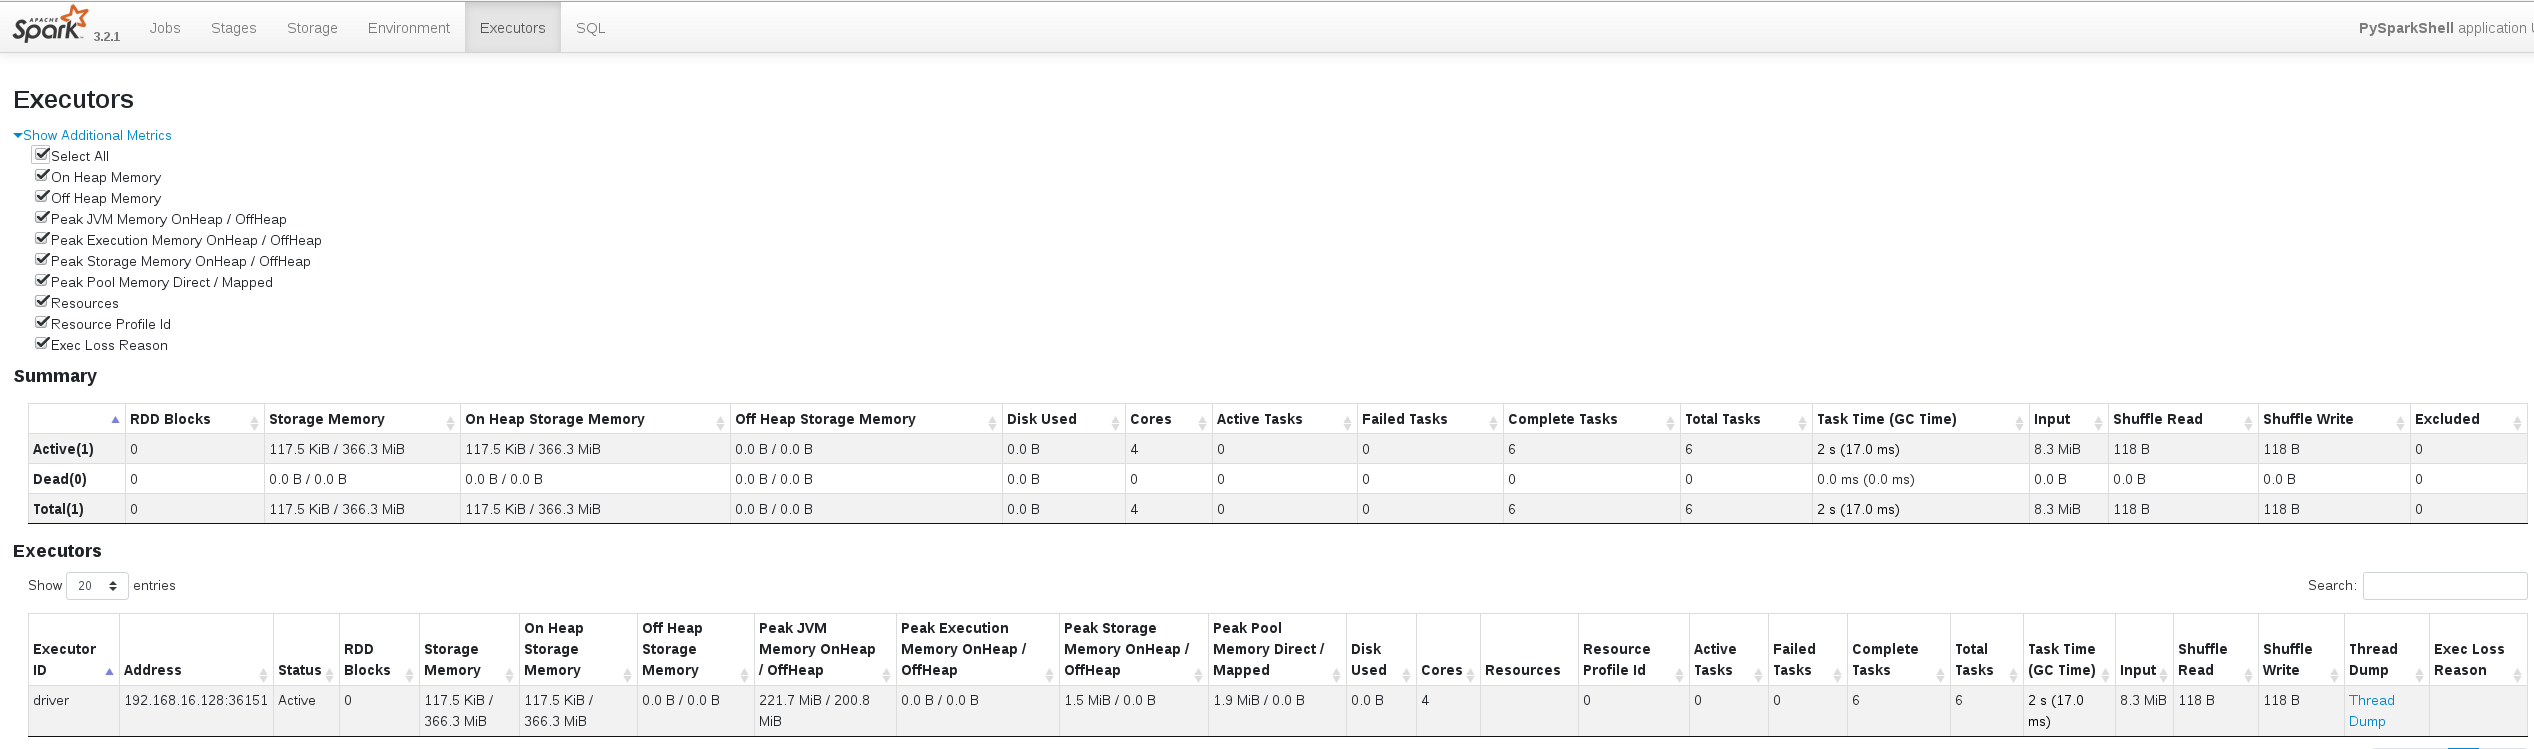 APACHE Spark 3.2.1 Jobs Stages Storage Environment Executors SQL PySparkShell application
Executors
Show Additional Metrics
Select All
On Heap Memory
Off Heap Memory
Peak JVM Memory OnHeap / OffHeap
Peak Execution Memory OnHeap / OffHeap
Peak Storage Memory OnHeap / OffHeap
Peak Pool Memory Direct / Mapped
Resources
Resource Profile Id
Exec Loss Reason
Summary
RDD Blocks Storage Memory On Heap Storage Memory Off Heap Storage Memory Disk Used Cores Active Tasks Failed Tasks Complete Tasks Total Tasks Task Time (GC Time) Input Shuffle Read Shuffle Write Excluded
Active(1) 0 117.5 KiB / 366.3 MiB 117.5 KiB / 366.3 MiB 0.0 B / 0.0 B 0.0 B 4 0 0 6 6 2 s (17.0 ms) 8.3 MiB 118 B 118 B 0
Dead(0) 0 0.0 B / 0.0 B 0.0 B / 0.0 B 0.0 B / 0.0 B 0.0 B 0 0 0 0 0 0.0 ms (0.0 ms) 0.0 B 0.0 B 0.0 B 0
Total(1) 0 117.5 KiB / 366.3 MiB 117.5 KiB / 366.3 MiB 0.0 B / 0.0 B 0.0 B 4 0 0 6 6 2 s (17.0 ms) 8.3 MiB 118 B 118 B 0
Executors
Show 20 entries Search:
Executor ID Address Status RDD Blocks Storage Memory On Heap Storage Memory Off Heap Storage Memory Peak JVM Memory OnHeap / OffHeap Peak Execution Memory OnHeap / OffHeap Peak Storage Memory OnHeap / OffHeap Peak Pool Memory Direct / Mapped Disk Used Cores Resources Resource Profile Id Active Tasks Failed Tasks Complete Tasks Total Tasks Task Time (GC Time) Input Shuffle Read Shuffle Write Thread Dump Exec Loss Reason
driver 192.168.16.128:36151 Active 0 117.5 KiB / 366.3 MiB 117.5 KiB / 366.3 MiB 0.0 B / 0.0 B 221.7 MiB / 200.8 MiB 0.0 B / 0.0 B 1.5 MiB / 0.0 B 1.9 MiB / 0.0 B 0.0 B 4 0 0 0 6 6 2 s (17.0 ms) 8.3 MiB 118 B 118 B Thread Dump